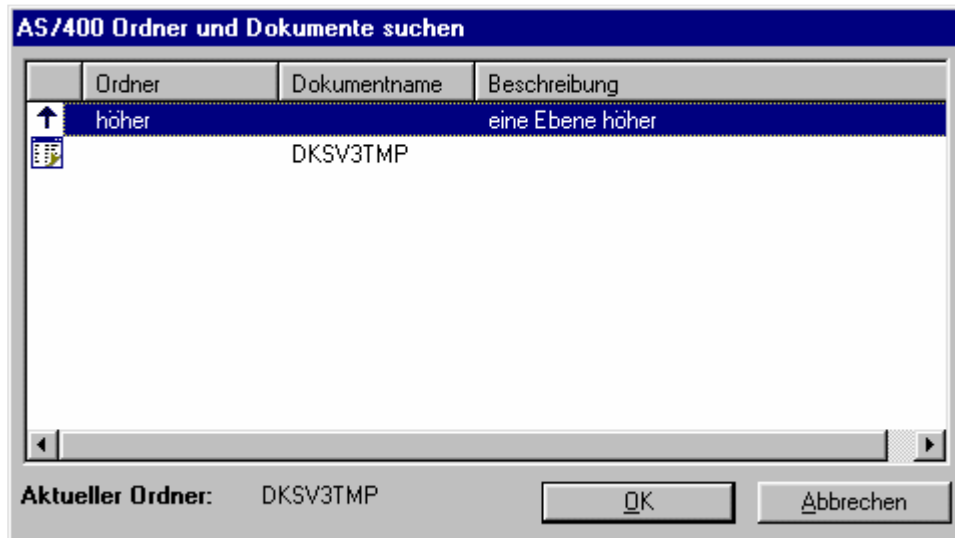 AS/400 Ordner und Dokumente suchen
Ordner Dokumentname Beschreibung
höher eine Ebene höher
DKSV3TMP
Aktueller Ordner: DKSV3TMP OK Abbrechen